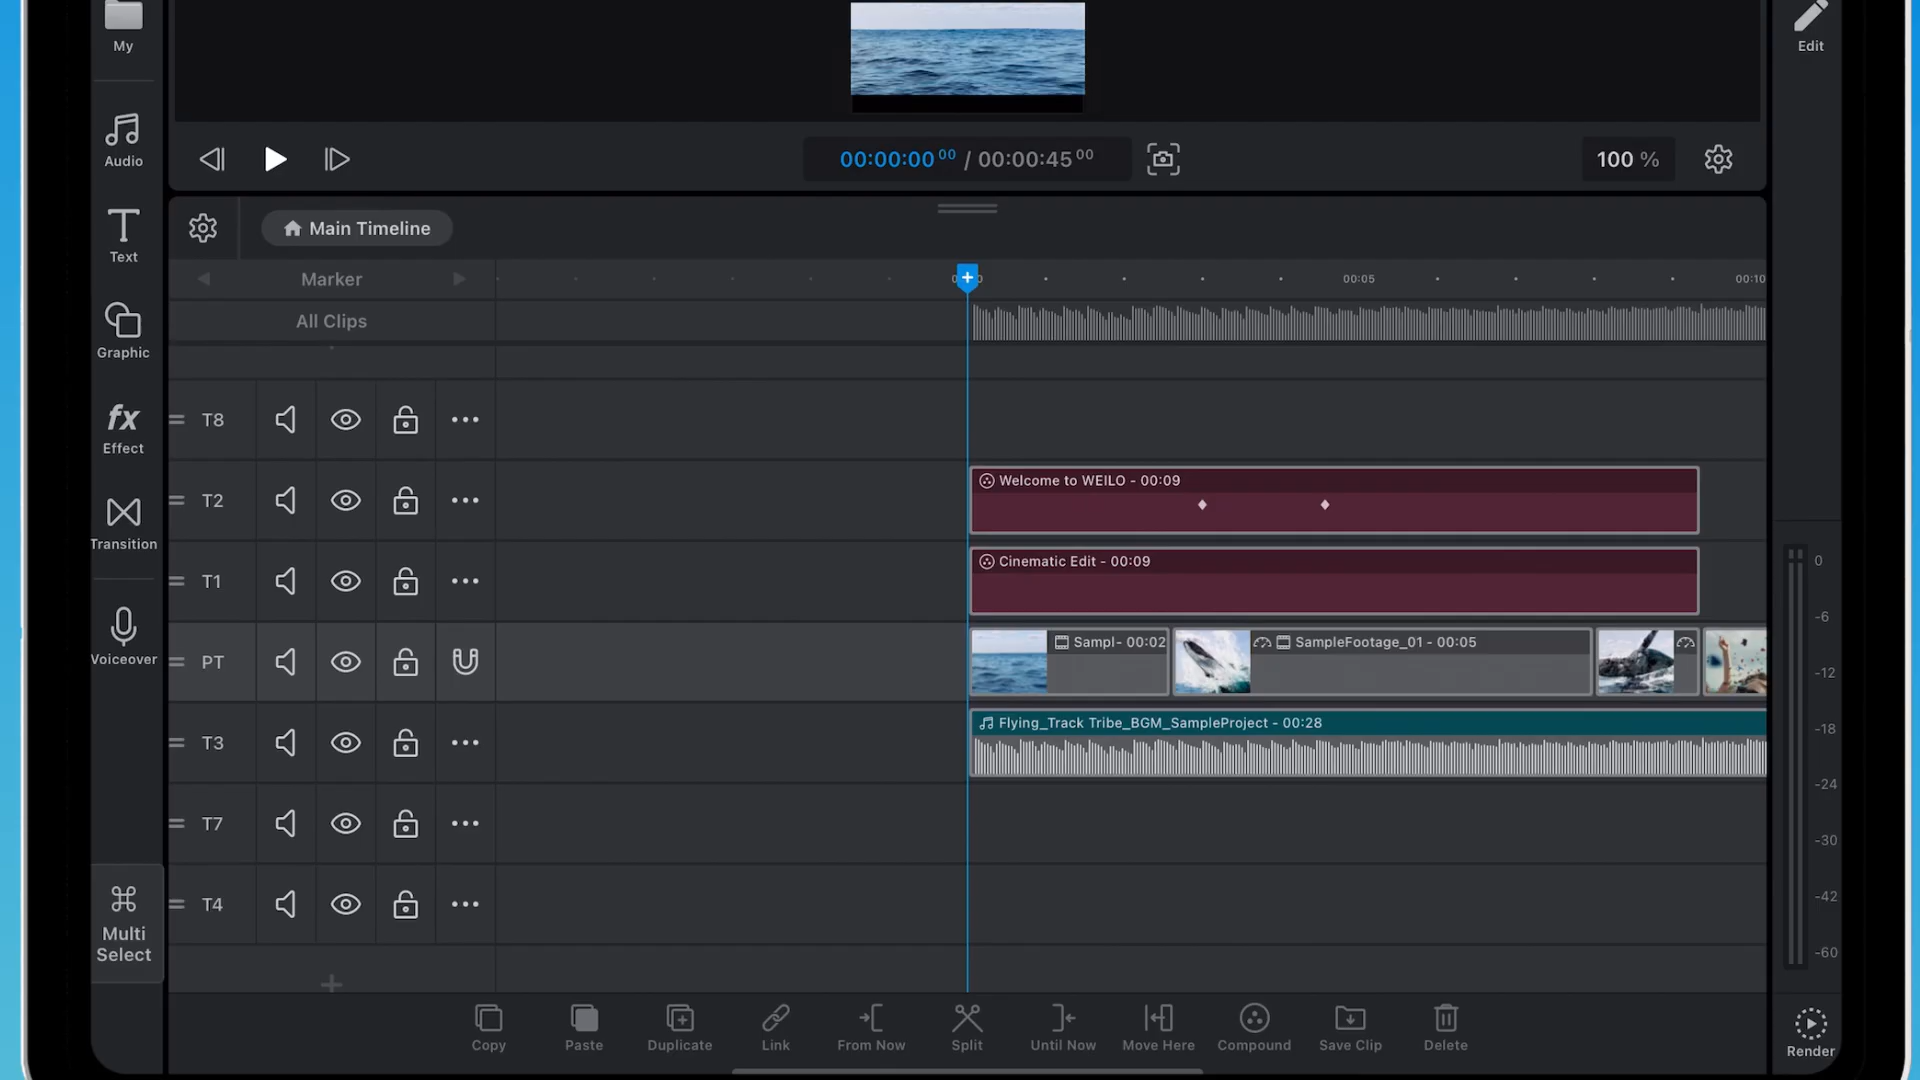 My
Edit
Audio
00:00:00 00 / 00:00:45 00
100 %
Text
Main Timeline
Marker
00:05
00:10
All Clips
Graphic
T8
fx
Effect
T2
Welcome to WEILO - 00:09
Transition
T1
Cinematic Edit - 00:09
0
-6
Voiceover
PT
Sampl- 00:02
SampleFootage_01 - 00:05
-12
T3
Flying_Track Tribe_BGM_SampleProject - 00:28
-18
-24
T7
-30
-42
-60
Multi
Select
T4
Copy
Paste
Duplicate
Link
From Now
Split
Until Now
Move Here
Compound
Save Clip
Delete
Render